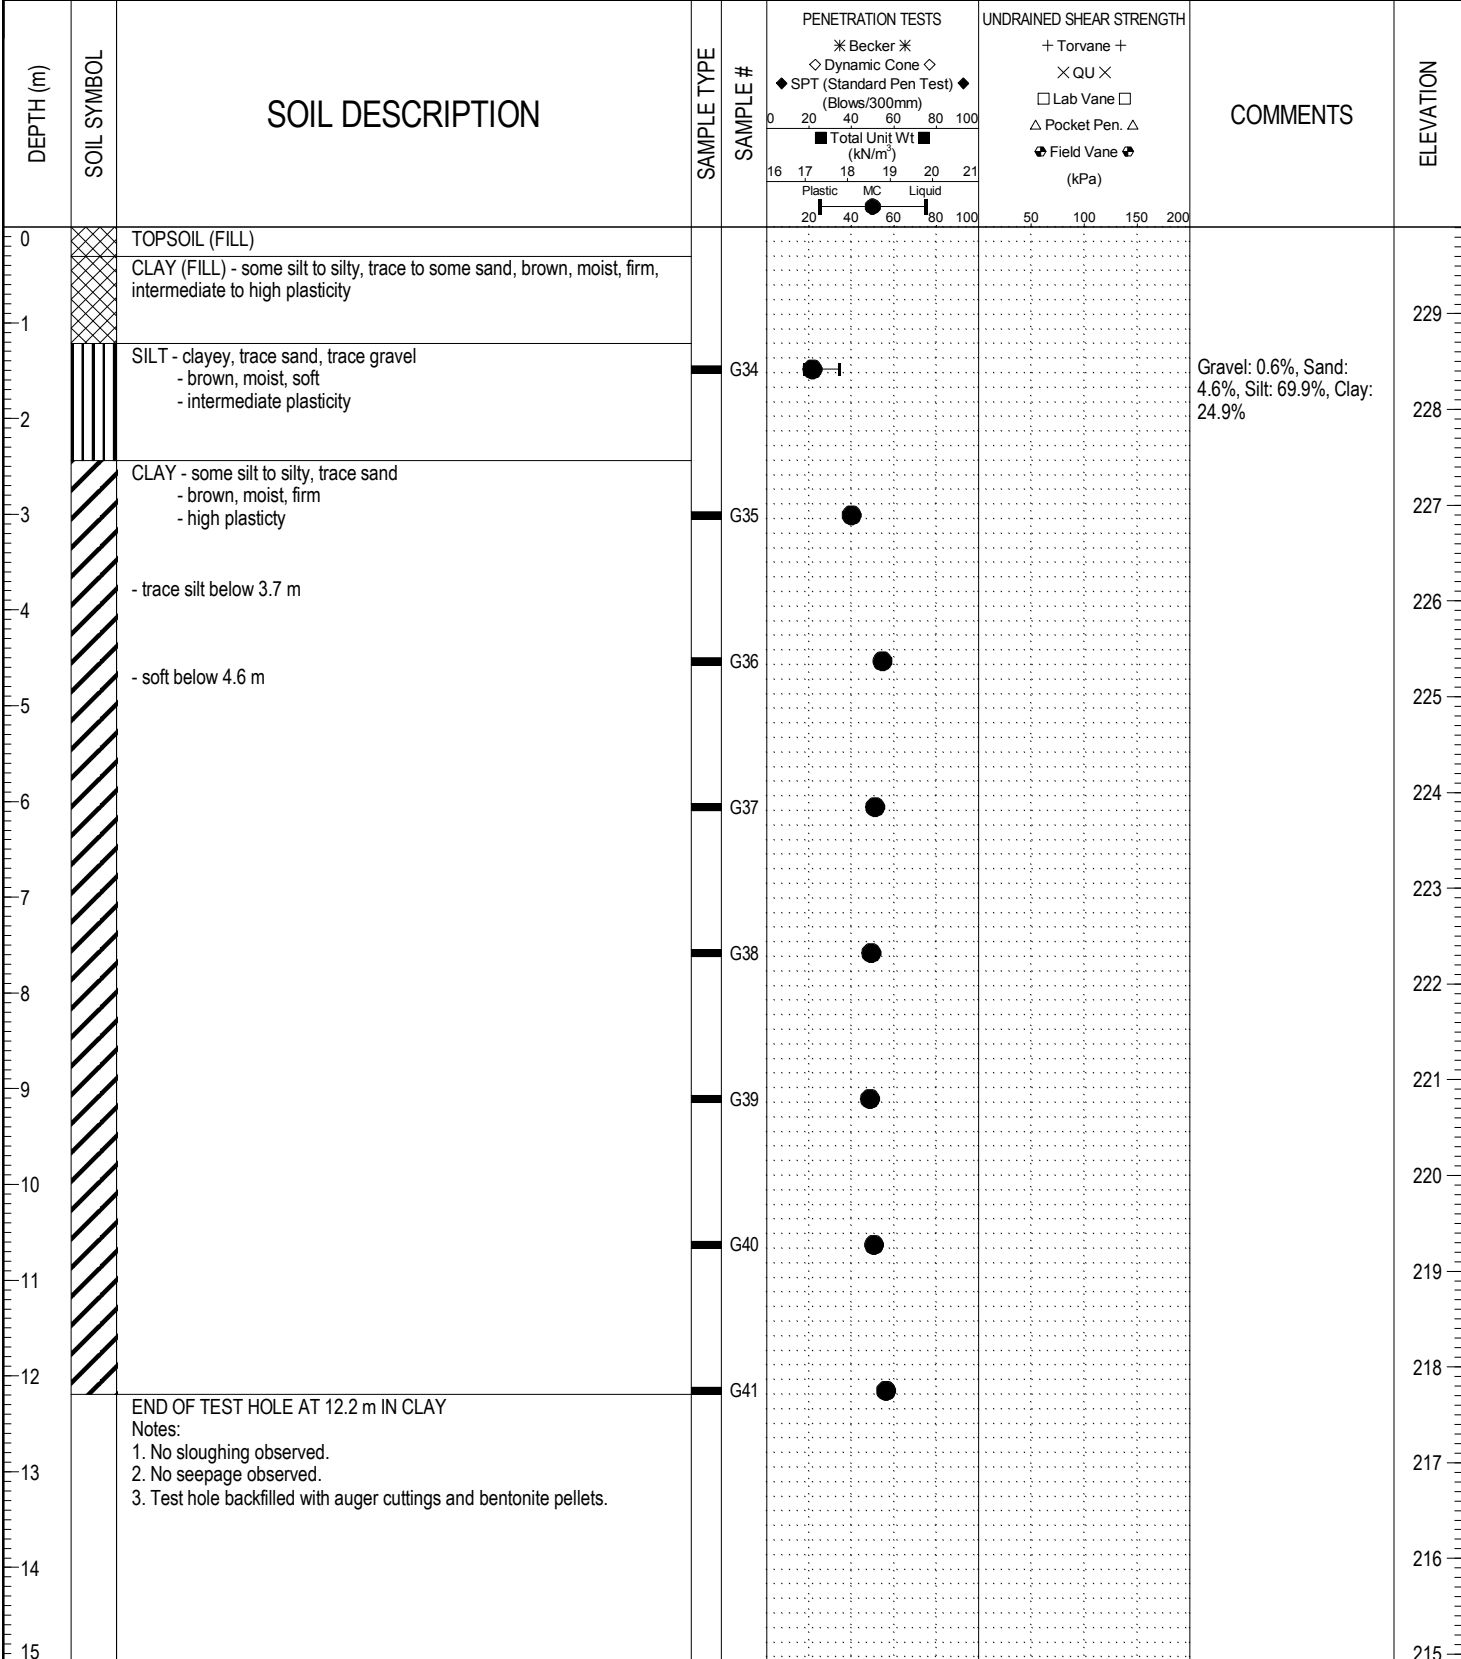 DEPTH (m)
SOIL SYMBOL
SOIL DESCRIPTION
SAMPLE TYPE
SAMPLE #
PENETRATION TESTS
✳ Becker ✳
◇ Dynamic Cone ◇
◆ SPT (Standard Pen Test) ◆
(Blows/300mm)
0 20 40 60 80 100
■ Total Unit Wt ■
(kN/m³)
16 17 18 19 20 21
Plastic MC Liquid
20 40 60 80 100
UNDRAINED SHEAR STRENGTH
+ Torvane +
× QU ×
□ Lab Vane □
△ Pocket Pen. △
Field Vane
(kPa)
50 100 150 200
COMMENTS
ELEVATION
0
TOPSOIL (FILL)
CLAY (FILL) - some silt to silty, trace to some sand, brown, moist, firm,
intermediate to high plasticity
1
229
SILT - clayey, trace sand, trace gravel
- brown, moist, soft
- intermediate plasticity
G34
Gravel: 0.6%, Sand:
4.6%, Silt: 69.9%, Clay:
24.9%
2
228
CLAY - some silt to silty, trace sand
- brown, moist, firm
- high plasticty
3
G35
227
- trace silt below 3.7 m
4
226
G36
- soft below 4.6 m
5
225
6
G37
224
7
223
G38
8
222
9
G39
221
10
220
G40
11
219
12
G41
218
END OF TEST HOLE AT 12.2 m IN CLAY
Notes:
1. No sloughing observed.
2. No seepage observed.
3. Test hole backfilled with auger cuttings and bentonite pellets.
13
217
14
216
15
215